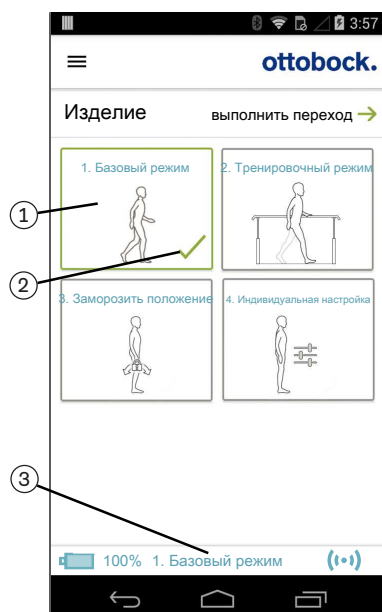 3:57
ottobock.
Изделие
выполнить переход
1. Базовый режим
2. Тренировочный режим
1
2
3. Заморозить положение
4. Индивидуальная настройка
3
100% 1. Базовый режим